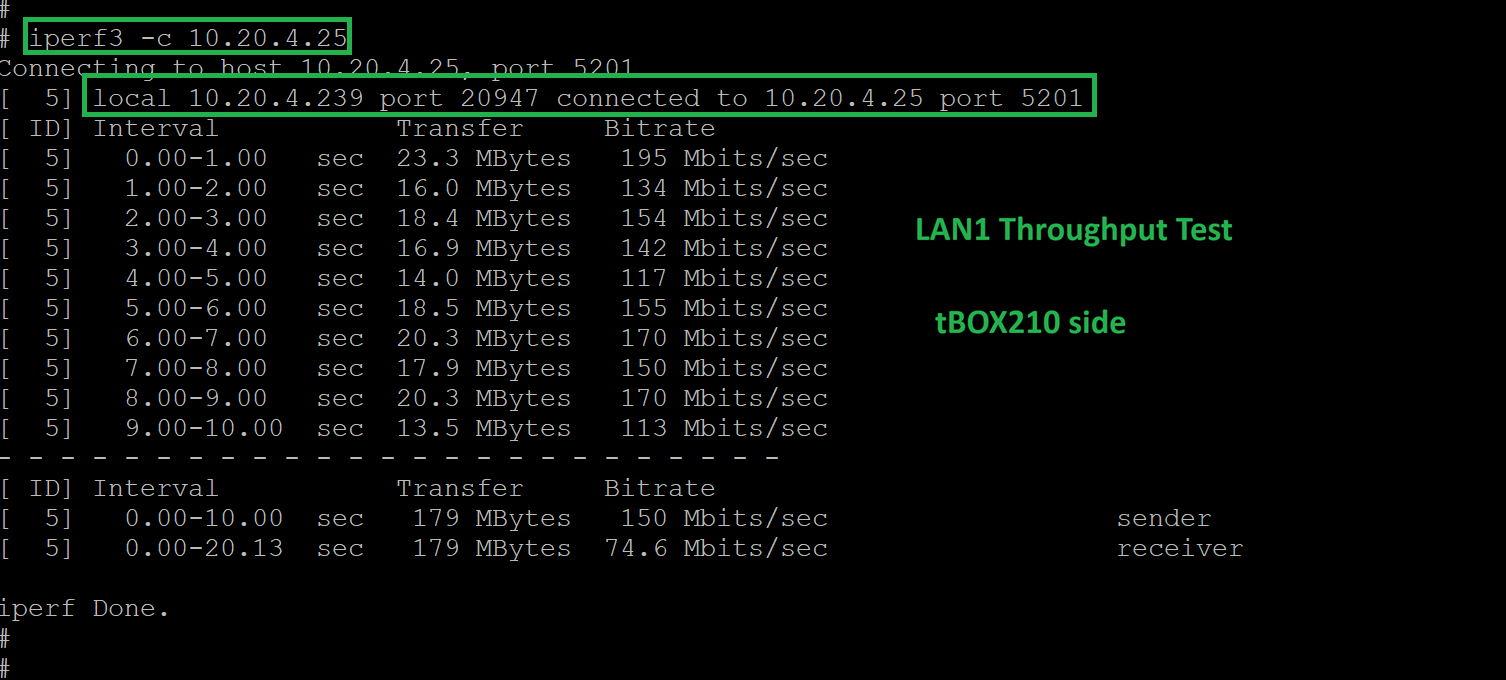 #
# iperf3 -c 10.20.4.25
Connecting to host 10.20.4.25, port 5201
[  5] local 10.20.4.239 port 20947 connected to 10.20.4.25 port 5201
[ ID] Interval           Transfer     Bitrate
[  5]   0.00-1.00   sec  23.3 MBytes   195 Mbits/sec
[  5]   1.00-2.00   sec  16.0 MBytes   134 Mbits/sec
[  5]   2.00-3.00   sec  18.4 MBytes   154 Mbits/sec
LAN1 Throughput Test
[  5]   3.00-4.00   sec  16.9 MBytes   142 Mbits/sec
[  5]   4.00-5.00   sec  14.0 MBytes   117 Mbits/sec
[  5]   5.00-6.00   sec  18.5 MBytes   155 Mbits/sec
tBOX210 side
[  5]   6.00-7.00   sec  20.3 MBytes   170 Mbits/sec
[  5]   7.00-8.00   sec  17.9 MBytes   150 Mbits/sec
[  5]   8.00-9.00   sec  20.3 MBytes   170 Mbits/sec
[  5]   9.00-10.00  sec  13.5 MBytes   113 Mbits/sec
- - - - - - - - - - - - - - - - - - - - - - - - -
[ ID] Interval           Transfer     Bitrate
[  5]   0.00-10.00  sec   179 MBytes   150 Mbits/sec                  sender
[  5]   0.00-20.13  sec   179 MBytes  74.6 Mbits/sec                  receiver
iperf Done.
#
#